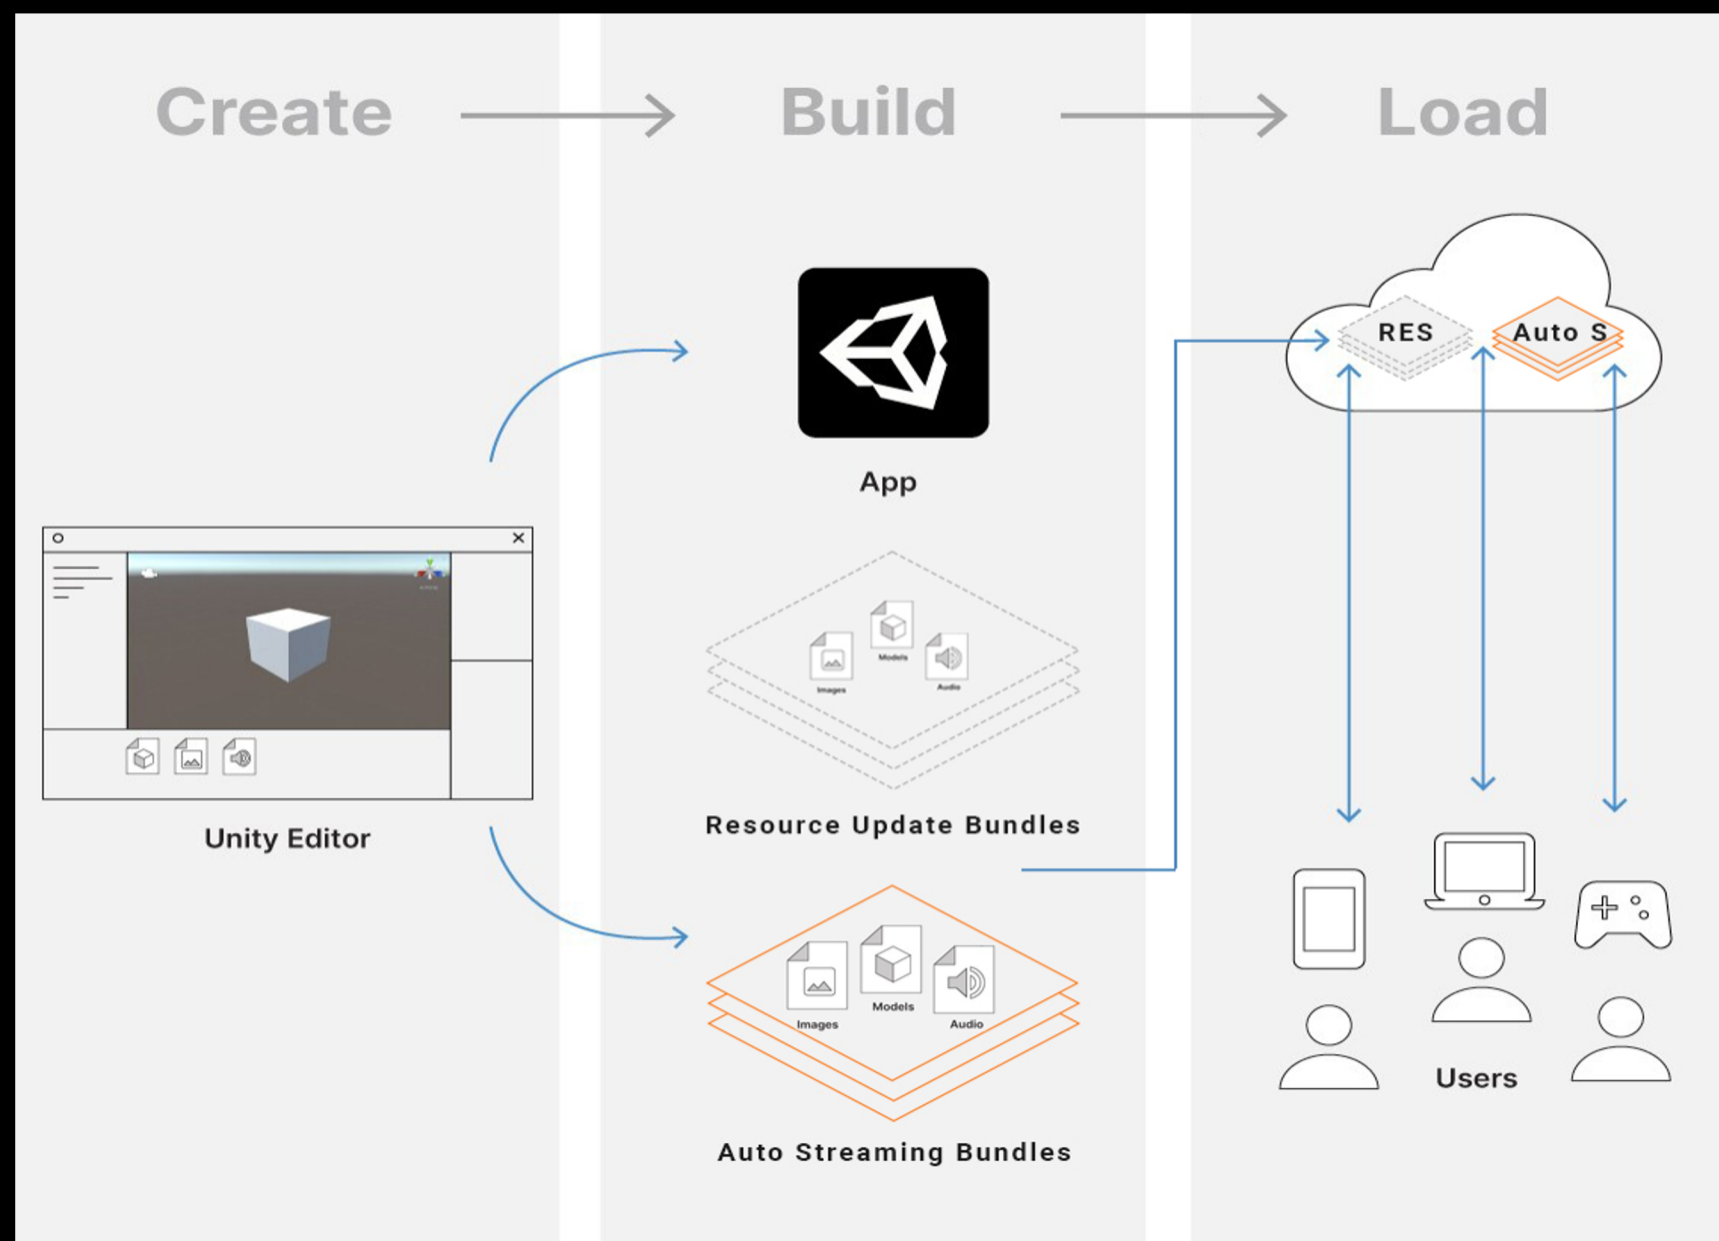 Create
Build
Load
RES
Auto S
App
Models
Images
Audio
Unity Editor
Resource Update Bundles
Models
Images
Audio
Users
Auto Streaming Bundles